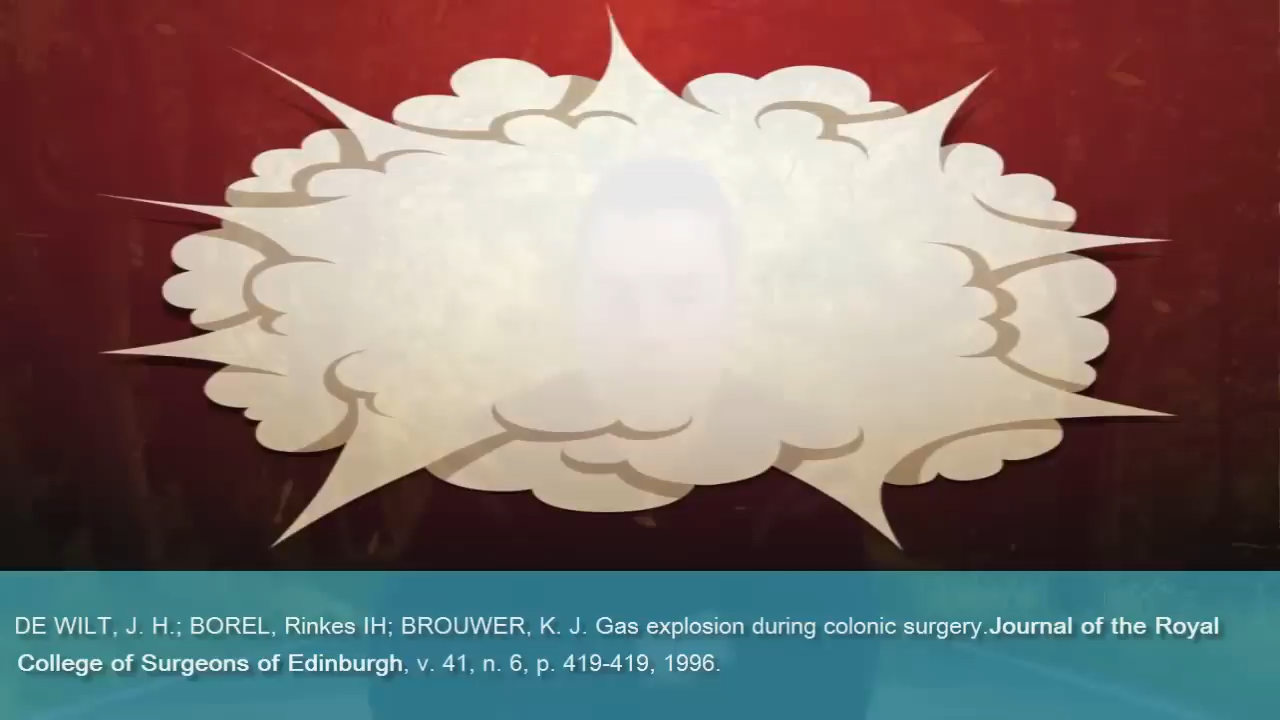 DE WILT, J. H.; BOREL, Rinkes IH; BROUWER, K. J. Gas explosion during colonic surgery.Journal of the Royal
College of Surgeons of Edinburgh, v. 41, n. 6, p. 419-419, 1996.